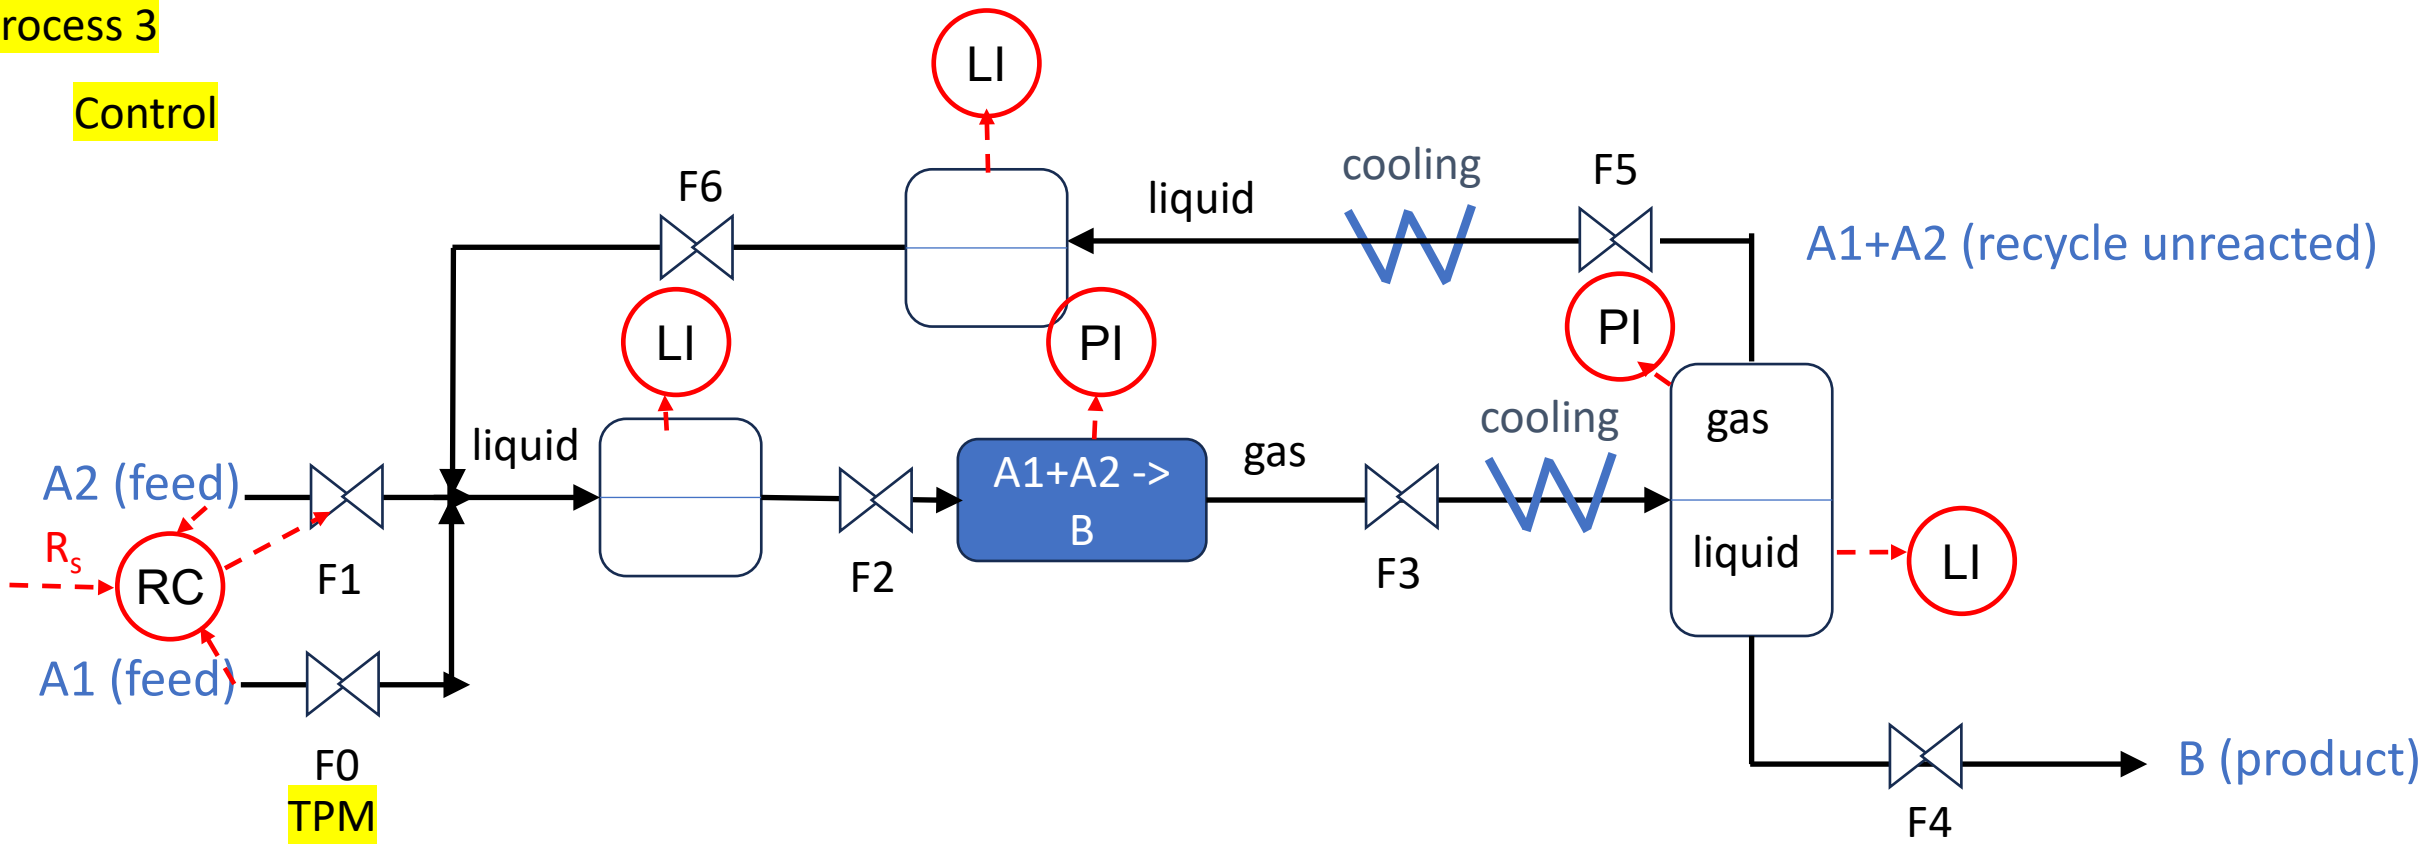 rocess 3
Control
LI
cooling
F5
F6
liquid
A1+A2 (recycle unreacted)
LI
PI
PI
gas
cooling
liquid
gas
A2 (feed)
A1+A2 ->
B
Rs
RC
F1
F2
F3
liquid
LI
A1 (feed)
F0
TPM
B (product)
F4